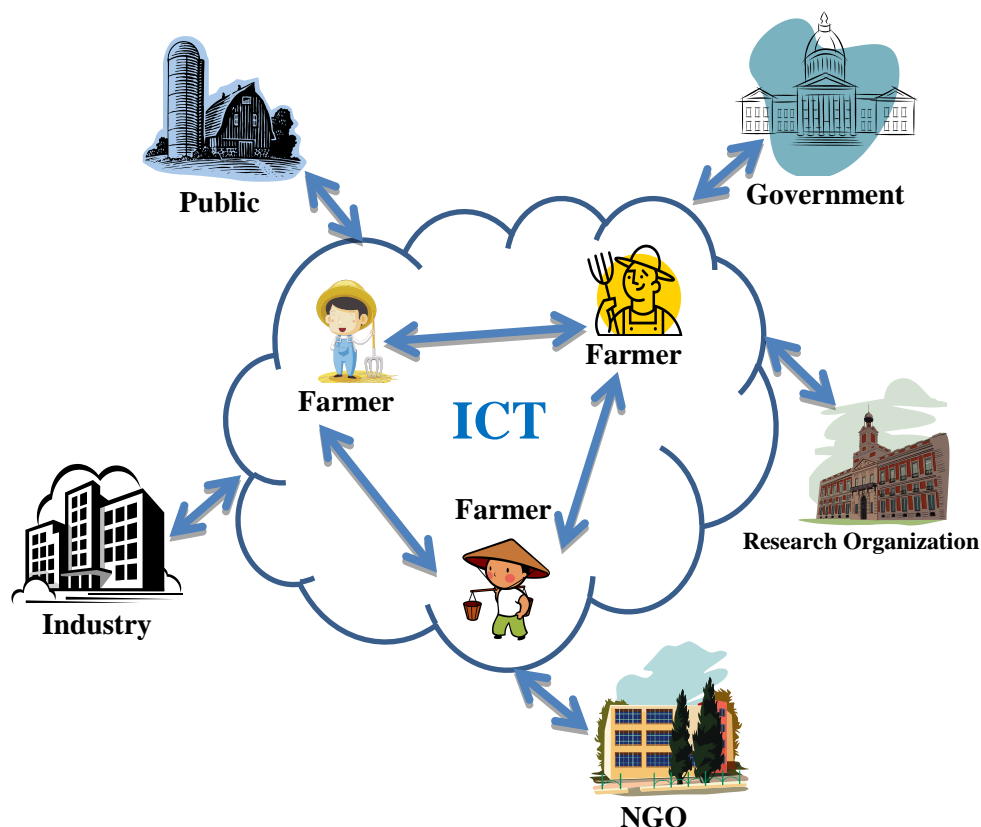 Public
Government
Farmer
Farmer
ICT
Farmer
Research Organization
Industry
NGO